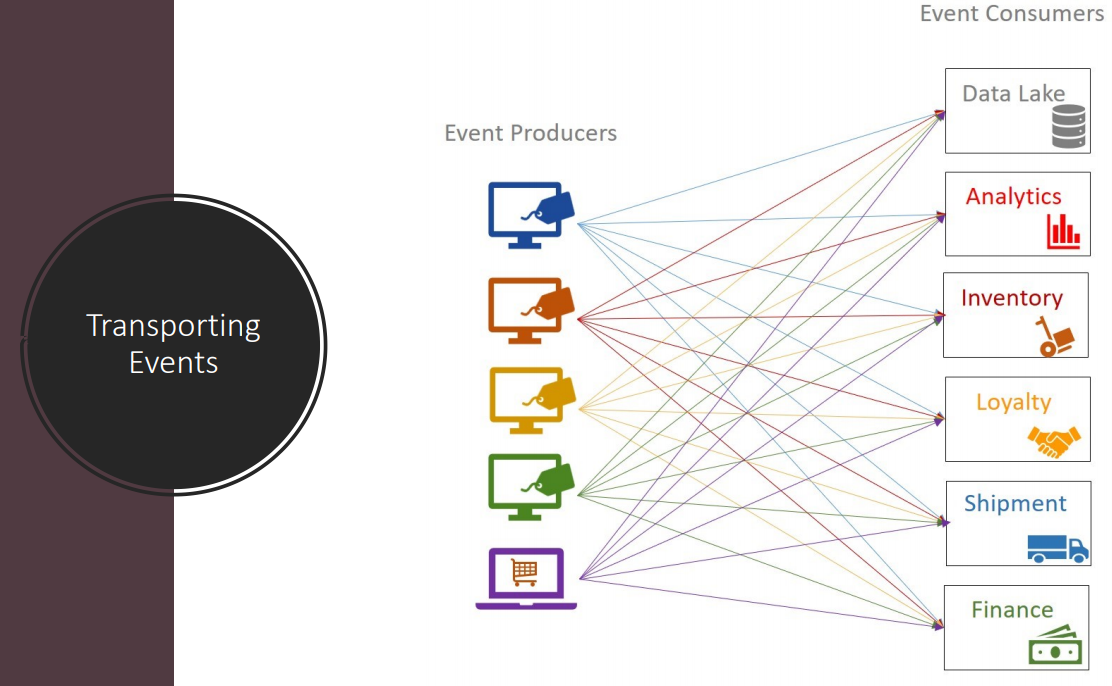 Transporting
Events
Event Producers
Event Consumers
Data Lake
Analytics
Inventory
Loyalty
Shipment
Finance